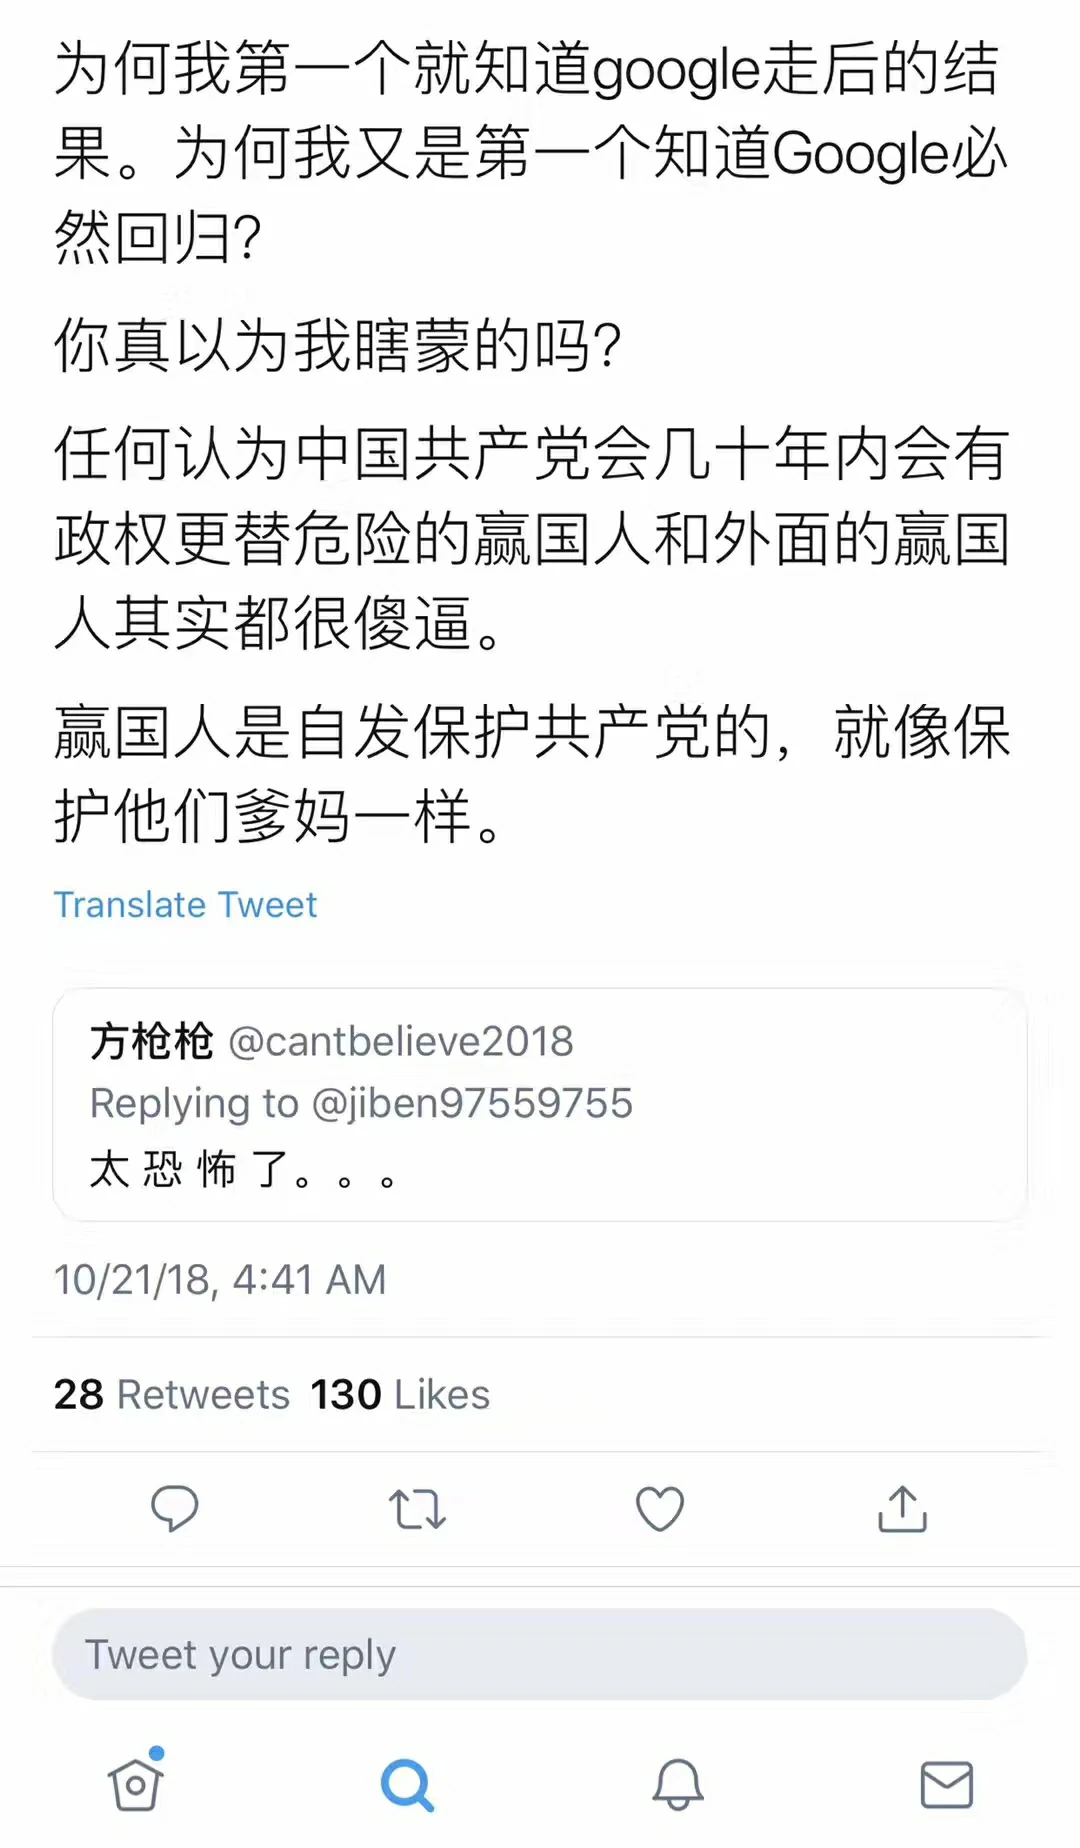 为何我第一个就知道google走后的结
果。为何我又是第一个知道Google必
然回归?
你真以为我瞎蒙的吗?
任何认为中国共产党会几十年内会有
政权更替危险的赢国人和外面的赢国
人其实都很傻逼。
赢国人是自发保护共产党的，就像保
护他们爹妈一样。
Translate Tweet
方枪枪 @cantbelieve2018
Replying to @jiben97559755
太 恐 怖 了。。。
10/21/18, 4:41 AM
28 Retweets 130 Likes
Tweet your reply